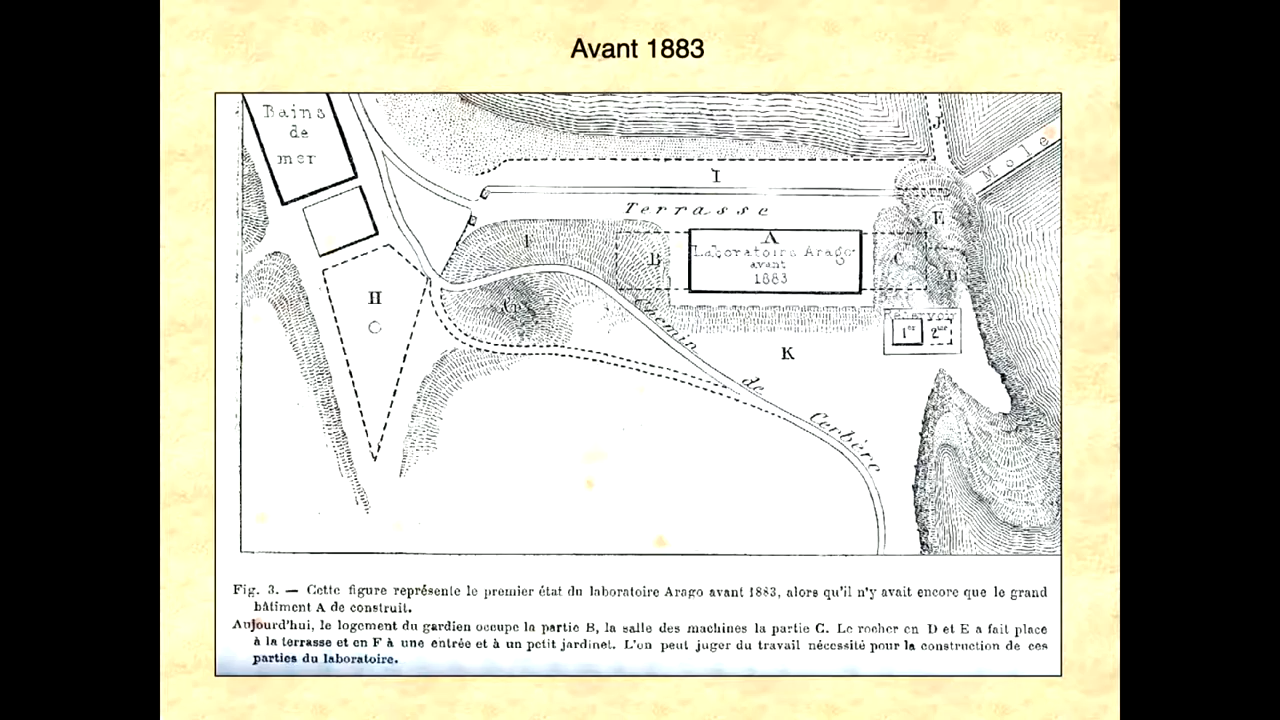 Avant 1883
Bains
de
mer
J
Mole
I
Terrasse
E
A
Laboratoire Arago
avant
1883
B
C
D
F
H
G
Reservoir
1er 2me
K
Chemin
de
Cerbère
Fig. 3. — Cette figure représente le premier état du laboratoire Arago avant 1883, alors qu'il n'y avait encore que le grand
bâtiment A de construit.
Aujourd'hui, le logement du gardien occupe la partie B, la salle des machines la partie C. Le rocher en D et E a fait place
à la terrasse et en F à une entrée et à un petit jardinet. L'on peut juger du travail nécessité pour la construction de ces
parties du laboratoire.